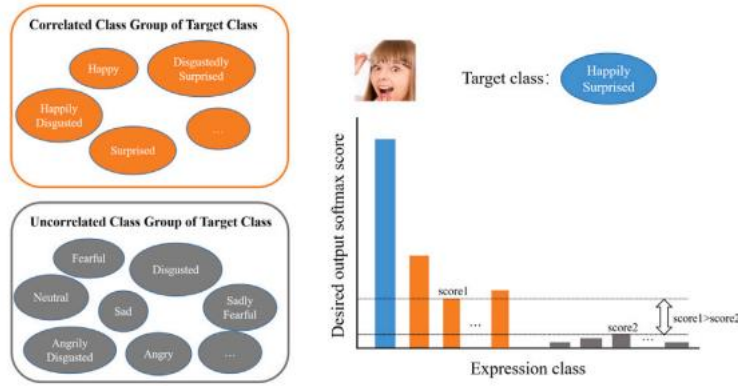 Correlated Class Group of Target Class
Happy
Disgustedly
Surprised
Happily
Disgusted
Surprised
...
Uncorrelated Class Group of Target Class
Fearful
Disgusted
Neutral
Sad
Sadly
Fearful
Angrily
Disgusted
Angry
...
Target class:
Happily
Surprised
Desired output softmax score
score1
...
score2
...
score1>score2
Expression class